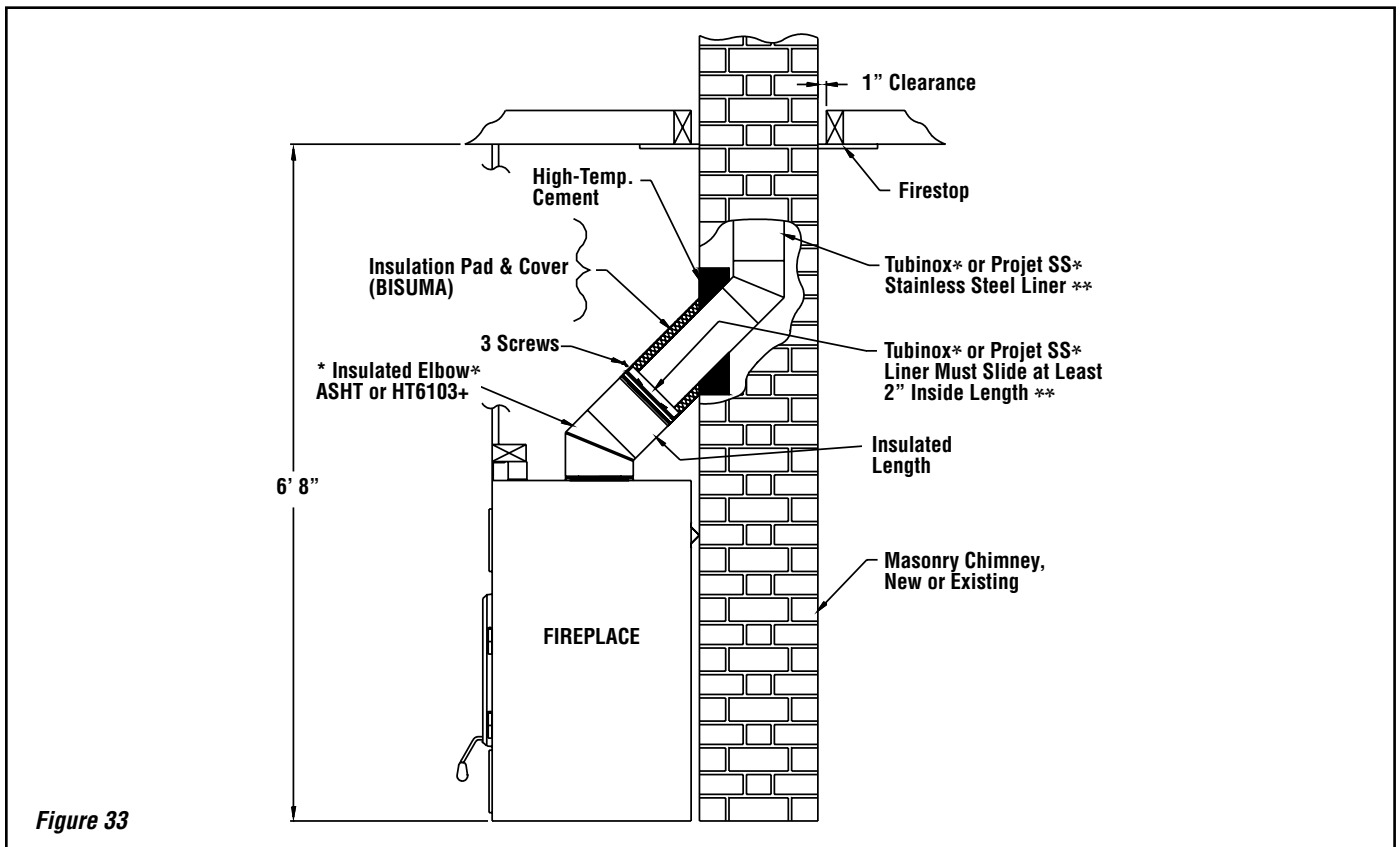 1” Clearance
High-Temp.
Cement
Firestop
Insulation Pad & Cover
(BISUMA)
Tubinox* or Projet SS*
Stainless Steel Liner **
3 Screws
Tubinox* or Projet SS*
Liner Must Slide at Least
2” Inside Length **
* Insulated Elbow*
ASHT or HT6103+
Insulated
Length
6’ 8”
Masonry Chimney,
New or Existing
FIREPLACE
Figure 33